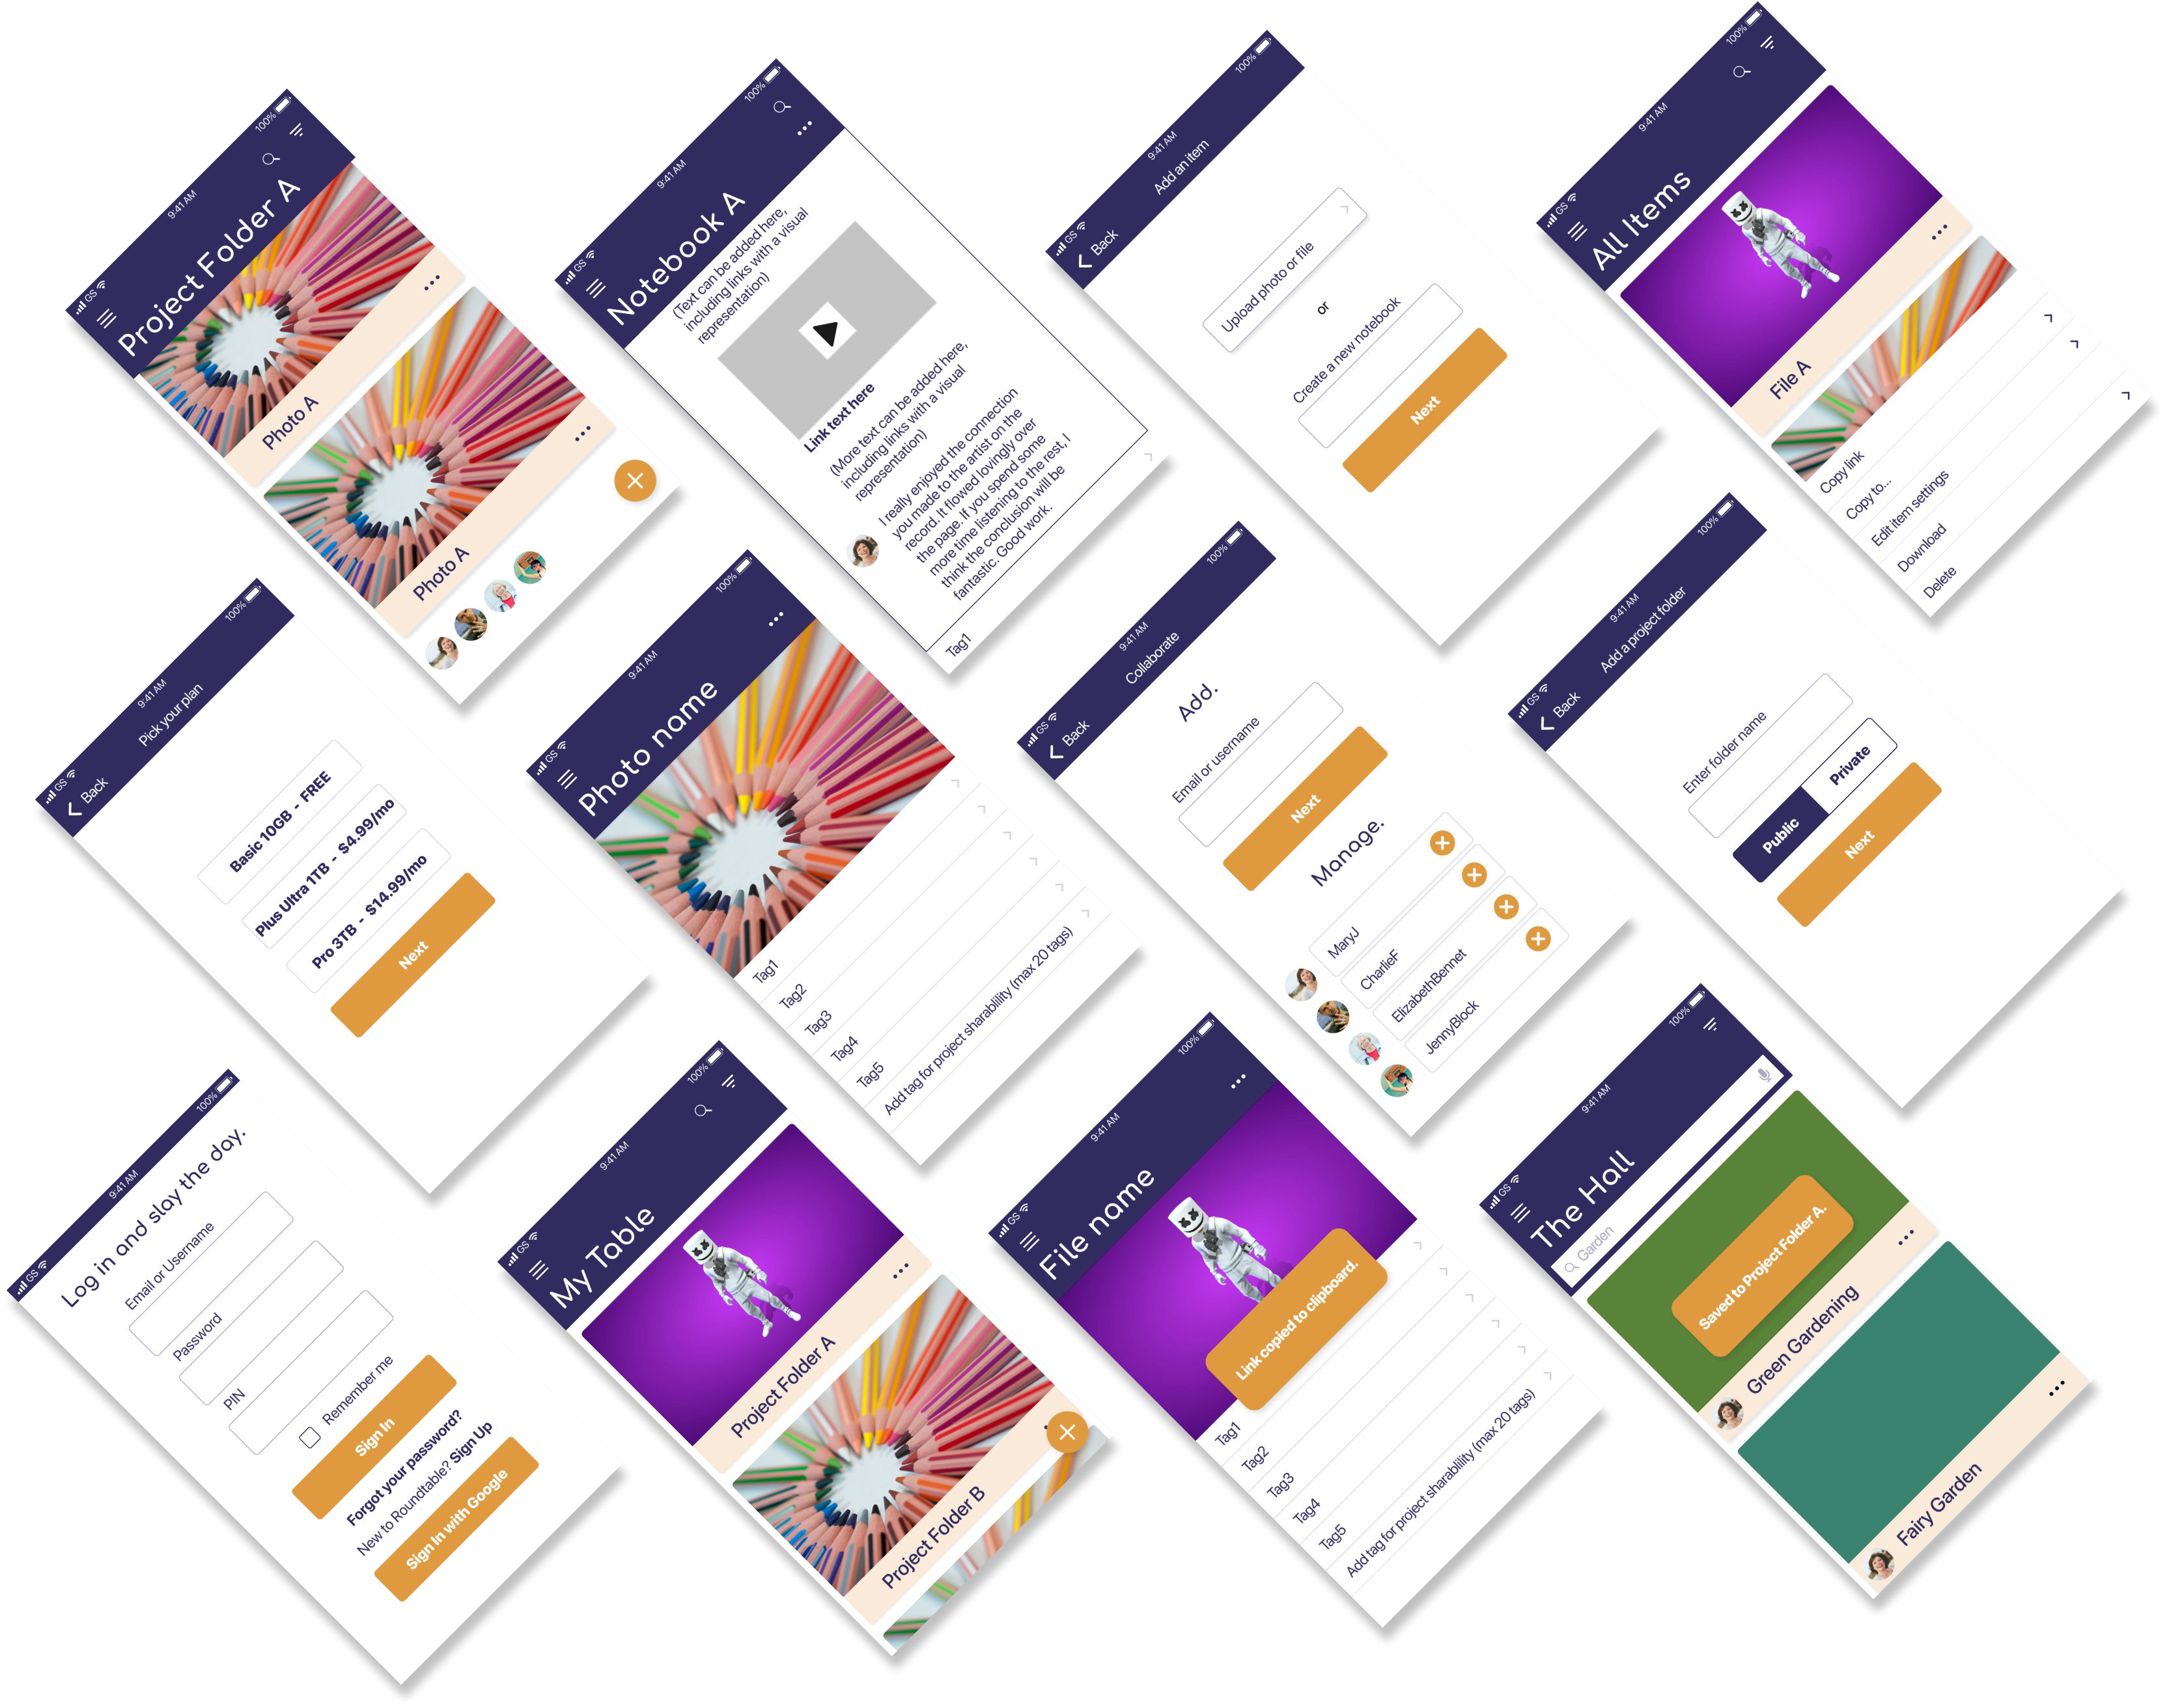 GS
9:41 AM
100%
Project Folder A
Photo A
Photo A
GS
9:41 AM
100%
Notebook A
(Text can be added here,
including links with a visual
representation)
Link text here
(More text can be added here,
including links with a visual
representation)
I really enjoyed the connection
you made to the artist on the
record. It flowed lovingly over
the page. If you spend some
more time listening to the rest, I
think the conclusion will be
fantastic. Good work.
Tag1
GS
9:41 AM
100%
Back
Add an item
Upload photo or file
or
Create a new notebook
Next
GS
9:41 AM
100%
All Items
File A
Copy link
Copy to...
Edit item settings
Download
Delete
GS
9:41 AM
100%
Back
Pick your plan
Basic 10GB - FREE
Plus Ultra 1TB - $4.99/mo
Pro 3TB - $14.99/mo
Next
GS
9:41 AM
100%
Photo name
Tag1
Tag2
Tag3
Tag4
Tag5
Add tag for project sharablility (max 20 tags)
GS
9:41 AM
100%
Back
Collaborate
Add.
Email or username
Next
Manage.
MaryJ
CharlieF
ElizabethBennet
JennyBlock
GS
9:41 AM
100%
Back
Add a project folder
Enter folder name
Public
Private
Next
GS
9:41 AM
100%
Log in and slay the day.
Email or Username
Password
PIN
Remember me
Sign In
Forgot your password?
New to Roundtable? Sign Up
Sign In with Google
GS
9:41 AM
100%
My Table
Project Folder A
Project Folder B
GS
9:41 AM
100%
File name
Link copied to clipboard.
Tag1
Tag2
Tag3
Tag4
Tag5
Add tag for project sharablility (max 20 tags)
GS
9:41 AM
100%
The Hall
Garden
Saved to Project Folder A.
Green Gardening
Fairy Garden